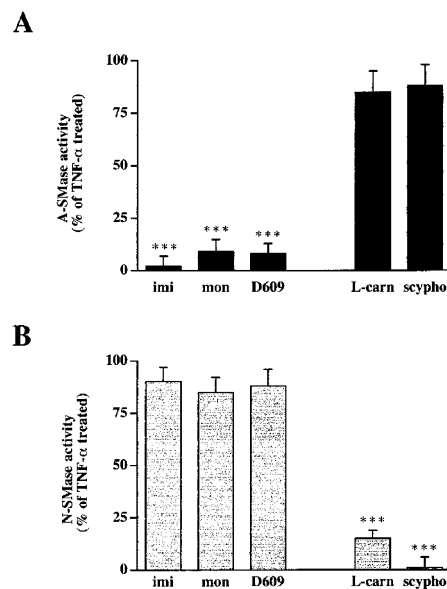 A
A-SMase activity
(% of TNF-α treated)
100
75
50
25
0
*** *** ***
imi mon D609 L-carn scypho
B
N-SMase activity
(% of TNF-α treated)
100
75
50
25
0
*** ***
imi mon D609 L-carn scypho